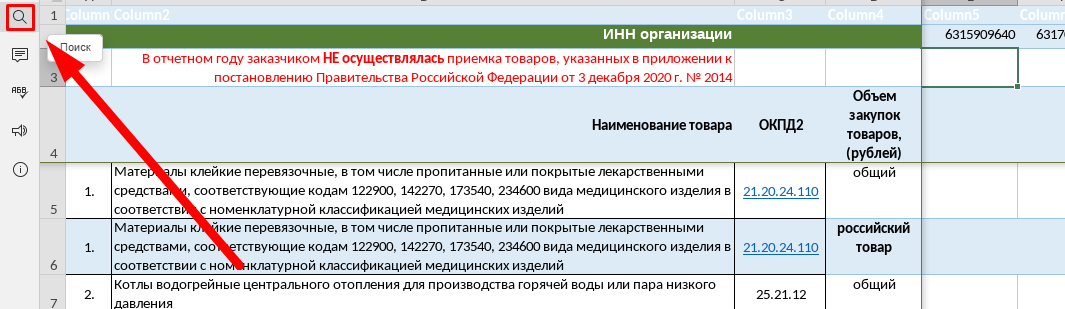 1 Column1 Column2 Column3 Column4 Column5
ИНН организации 6315909640
Поиск
В отчетном году заказчиком НЕ осуществлялась приемка товаров, указанных в приложении к
3 постановлению Правительства Российской Федерации от 3 декабря 2020 г. № 2014
АБВ
4 Наименование товара ОКПД2 Объем
закупок
товаров,
(рублей)
Материалы клейкие перевязочные, в том числе пропитанные или покрытые лекарственными общий
1. средствами, соответствующие кодам 122900, 142270, 173540, 234600 вида медицинского изделия в 21.20.24.110
5 соответствии с номенклатурной классификацией медицинских изделий
Материалы клейкие перевязочные, в том числе пропитанные или покрытые лекарственными российский
1. средствами, соответствующие кодам 122900, 142270, 173540, 234600 вида медицинского изделия в 21.20.24.110 товар
6 соответствии с номенклатурной классификацией медицинских изделий
2. Котлы водогрейные центрального отопления для производства горячей воды или пара низкого 25.21.12 общий
7 давления